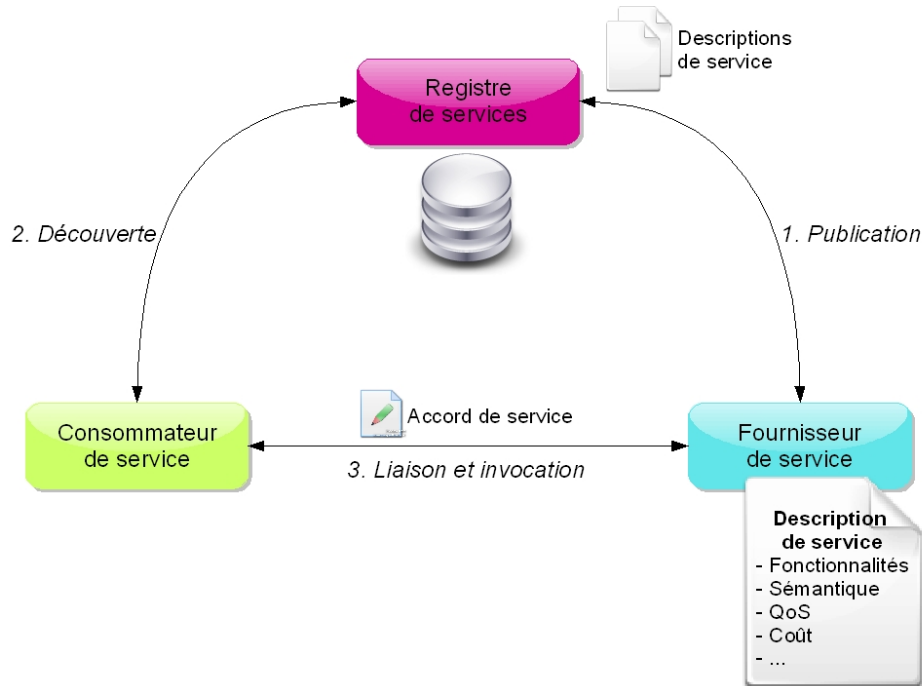 Descriptions
de service
Registre
de services
2. Découverte
1. Publication
Accord de service
Consommateur
de service
3. Liaison et invocation
Fournisseur
de service
Description
de service
- Fonctionnalités
- Sémantique
- QoS
- Coût
- ...